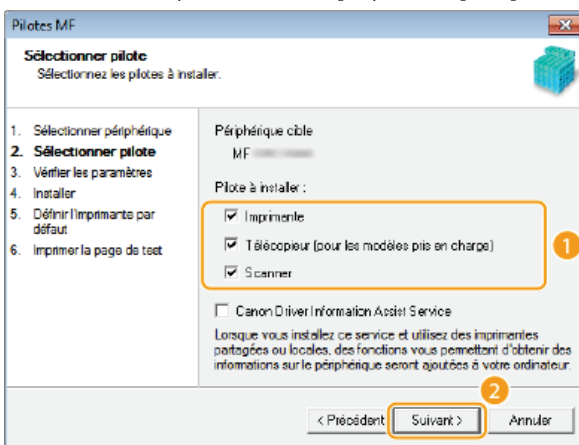 Pilotes MF
Sélectionner pilote
Sélectionnez les pilotes à installer.
1. Sélectionner périphérique
2. Sélectionner pilote
3. Vérifier les paramètres
4. Installer
5. Définir l'imprimante par
défaut
6. Imprimer la page de test
Périphérique cible
MF
Pilote à installer :
Imprimante
Télécopieur (pour les modèles pris en charge)
Scanner
1
Canon Driver Information Assist Service
Lorsque vous installez ce service et utilisez des imprimantes
partagées ou locales, des fonctions vous permettent d'obtenir des
informations sur le périphérique seront ajoutées à votre ordinateur.
2
< Précédent
Suivant >
Annuler